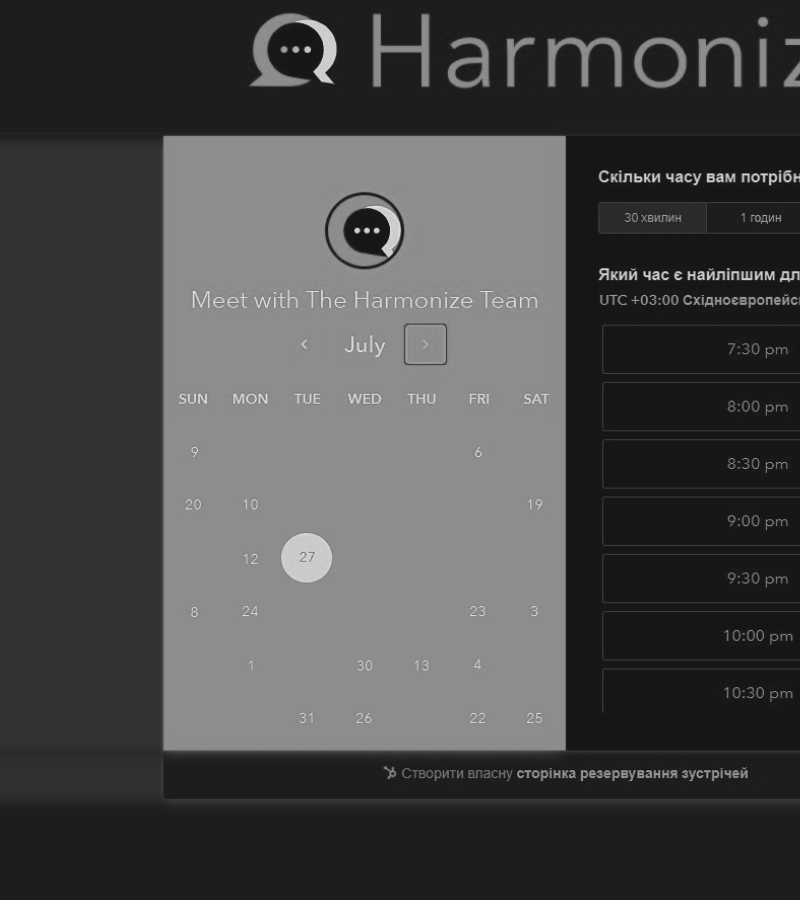 Harmoniz
Meet with The Harmonize Team
July
SUN MON TUE WED THU FRI SAT
9 6
20 10 19
12 27
8 24 23 3
1 30 13 4
31 26 22 25
Скільки часу вам потрібн
30 хвилин 1 годин
Який час є найліпшим дл
UTC +03:00 Східноєвропейсь
7:30 pm
8:00 pm
8:30 pm
9:00 pm
9:30 pm
10:00 pm
10:30 pm
Створити власну сторінка резервування зустрічей